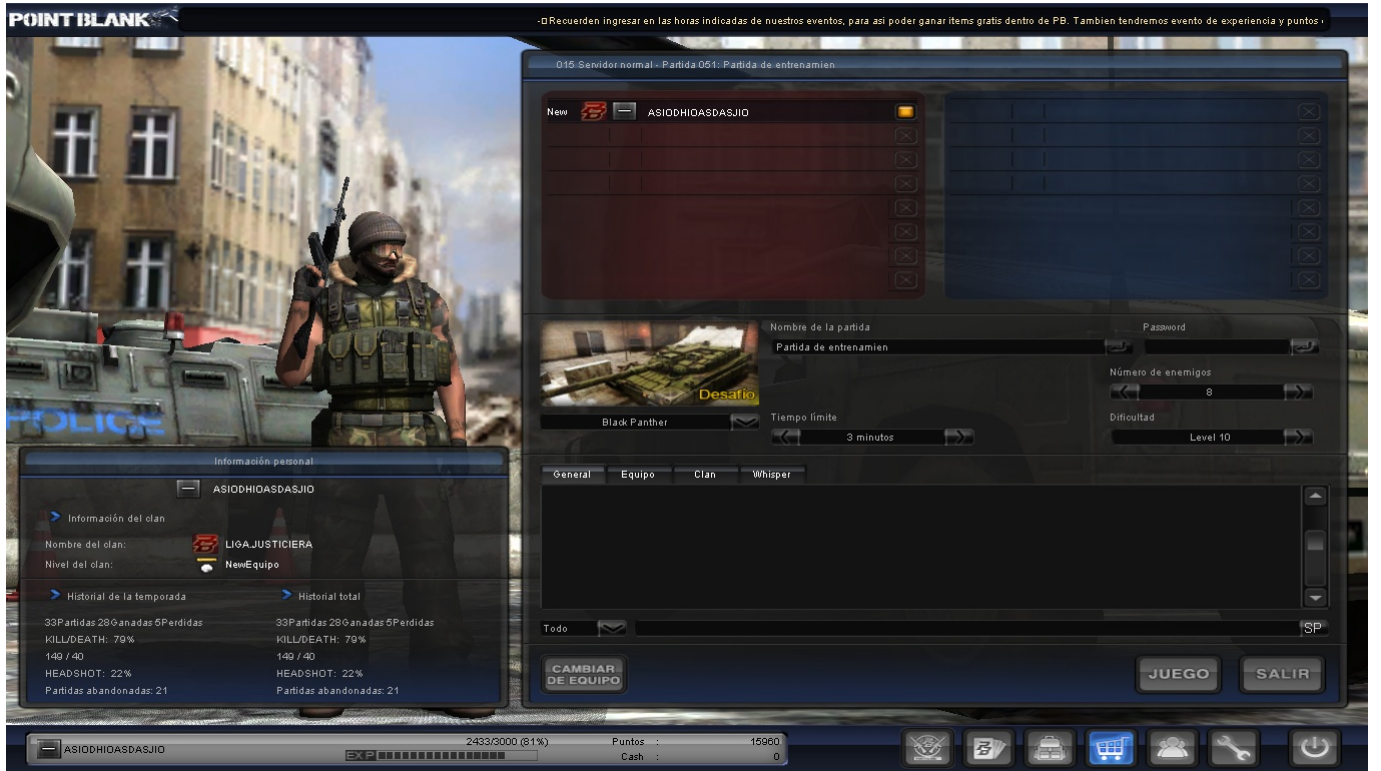 POINT BLANK
Recuerden ingresar en las horas indicadas de nuestros eventos, para asi poder ganar items gratis dentro de PB. Tambien tendremos evento de experiencia y puntos
015 Servidor normal - Partida 051: Partida de entrenamien
New ASIODHIOASDASJIO
Nombre de la partida
Password
Partida de entrenamien
Número de enemigos
8
Desafio
Black Panther
Tiempo límite
3 minutos
Dificultad
Level 10
POLICE
Información personal
ASIODHIOASDASJIO
Información del clan
Nombre del clan: LIGAJUSTICIERA
Nivel del clan: NewEquipo
Historial de la temporada
Historial total
33Partidas 28Ganadas 5Perdidas
33Partidas 28Ganadas 5Perdidas
KILL/DEATH: 79%
KILL/DEATH: 79%
149 / 40
149 / 40
HEADSHOT: 22%
HEADSHOT: 22%
Partidas abandonadas: 21
Partidas abandonadas: 21
General Equipo Clan Whisper
Todo
SP
CAMBIAR DE EQUIPO
JUEGO
SALIR
ASIODHIOASDASJIO
2433/3000 (81%)
EXP
Puntos : 15960
Cash : 0